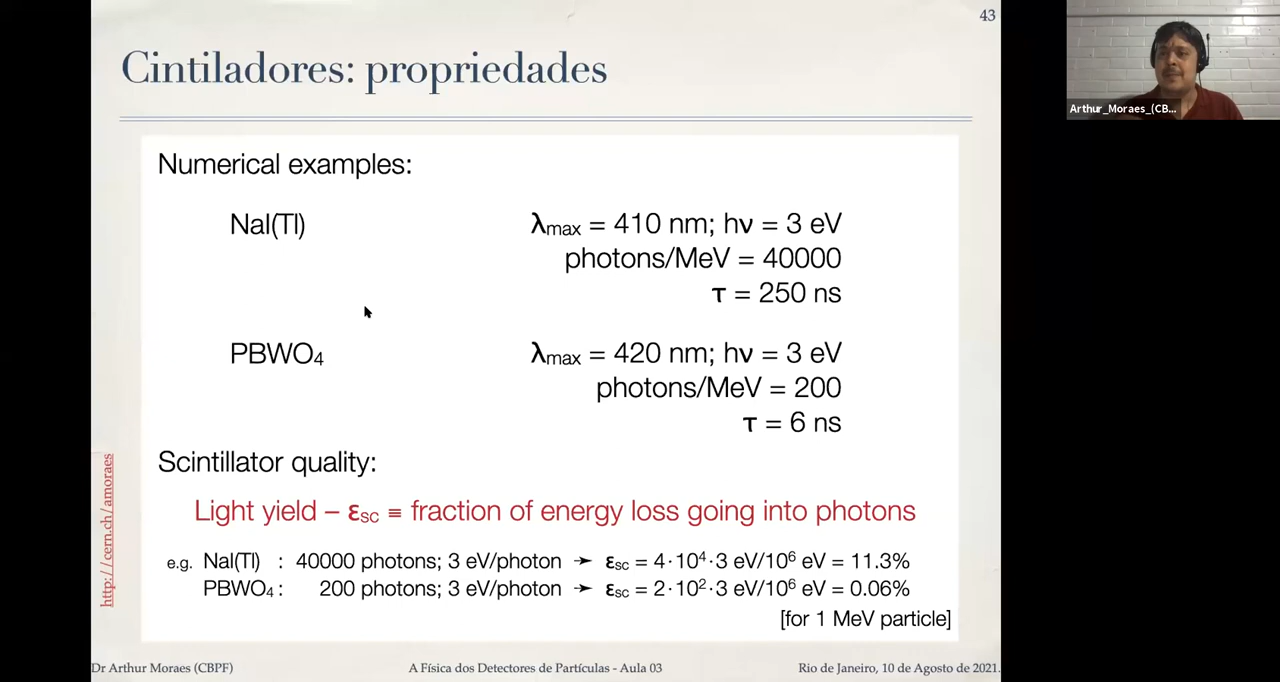 43
Cintiladores: propriedades
Numerical examples:
NaI(Tl)
λmax = 410 nm; hν = 3 eV
photons/MeV = 40000
τ = 250 ns
PBWO₄
λmax = 420 nm; hν = 3 eV
photons/MeV = 200
τ = 6 ns
Scintillator quality:
Light yield – εsc ≡ fraction of energy loss going into photons
e.g. NaI(Tl) : 40000 photons; 3 eV/photon ➛ εsc = 4·10⁴·3 eV/10⁶ eV = 11.3%
PBWO₄ : 200 photons; 3 eV/photon ➛ εsc = 2·10²·3 eV/10⁶ eV = 0.06%
[for 1 MeV particle]
http://cern.ch/amoraes
Dr Arthur Moraes (CBPF)
A Física dos Detectores de Partículas - Aula 03
Rio de Janeiro, 10 de Agosto de 2021.
Arthur_Moraes_(CB...